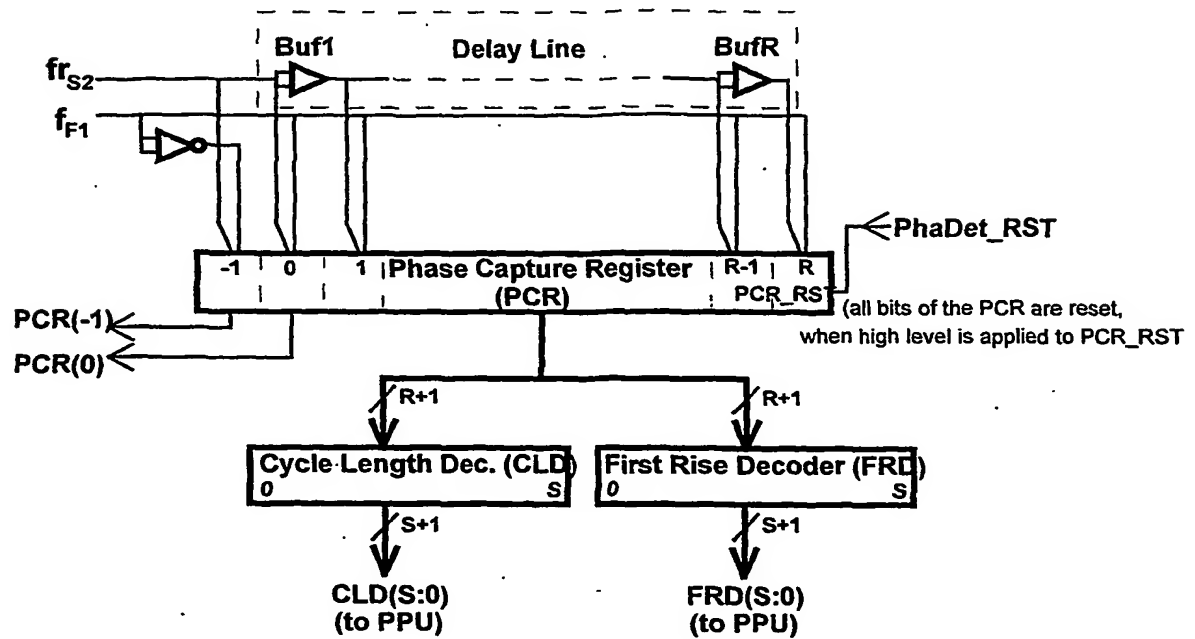 Buf1 Delay Line BufR
frS2
fF1
PhaDet_RST
-1 0 1 Phase Capture Register R-1 R
(PCR) PCR_RST
(all bits of the PCR are reset,
when high level is applied to PCR_RST
PCR(-1)
PCR(0)
R+1 R+1
Cycle Length Dec. (CLD) First Rise Decoder (FRD)
0 S 0 S
S+1 S+1
CLD(S:0) FRD(S:0)
(to PPU) (to PPU)